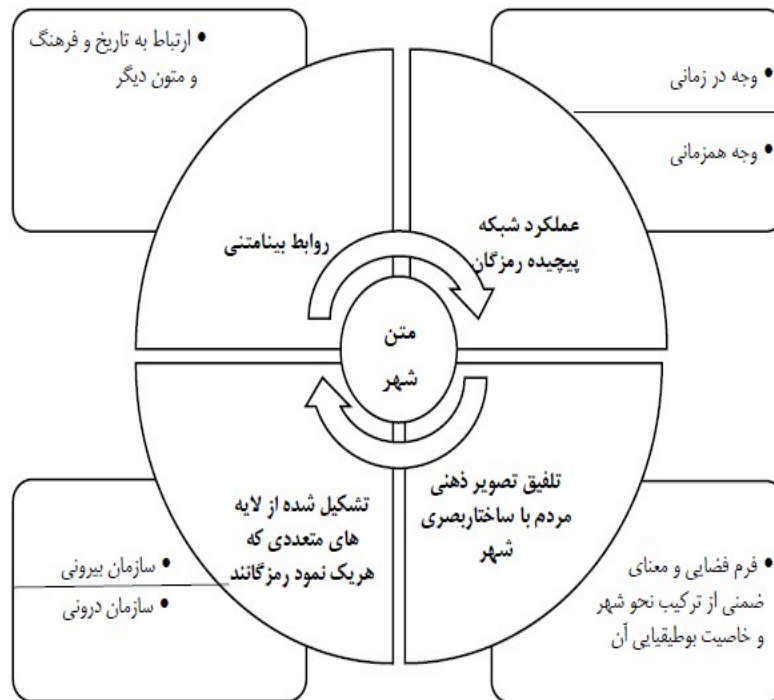 • وجه در زمانی
• وجه همزمانی
• ارتباط به تاریخ و فرهنگ
و متون دیگر
عملکرد شبکه
پیچیده رمزگان
روابط بینامتنی
متن
شهر
تلفیق تصویر ذهنی
مردم با ساختاربصری
شهر
تشکیل شده از لایه
های متعددی که
هریک نمود رمزگانند
• فرم فضایی و معنای
ضمنی از ترکیب نحو شهر
و خاصیت بوطیقیایی آن
• سازمان بیرونی
• سازمان درونی